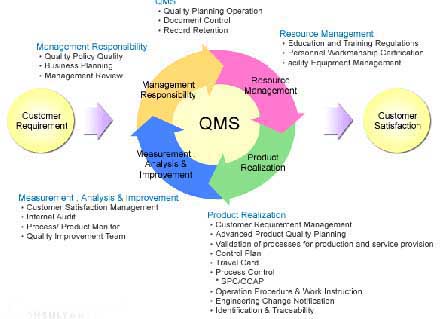 QMS
• Quality Planning Operation
• Document Control
• Record Retention
Management Responsibility
• Quality Policy Quality
• Business Planning
• Management Review
Resource Management
• Education and Training Regulations
• Personnel Workmanship Certification
• acility Equipment Management
Customer
Requirement
Management
Responsibility
Resource
Management
QMS
Measurement
Analysis &
Improvement
Product
Realization
Customer
Satisfaction
Measurement , Analysis & Improvement
• Customer Satisfaction Management
• Internal Audit
• Process/ Product Monitor
• Quality Improvement Team
Product Realization
• Customer Requirement Management
• Advanced Product Quality Planning
• Validation of processes for production and service provision
• Control Plan
• Travel Card
• Process Control
* SPC/OCAP
• Operation Procedure & Work Instruction
• Engineering Change Notification
• Identification & Traceability